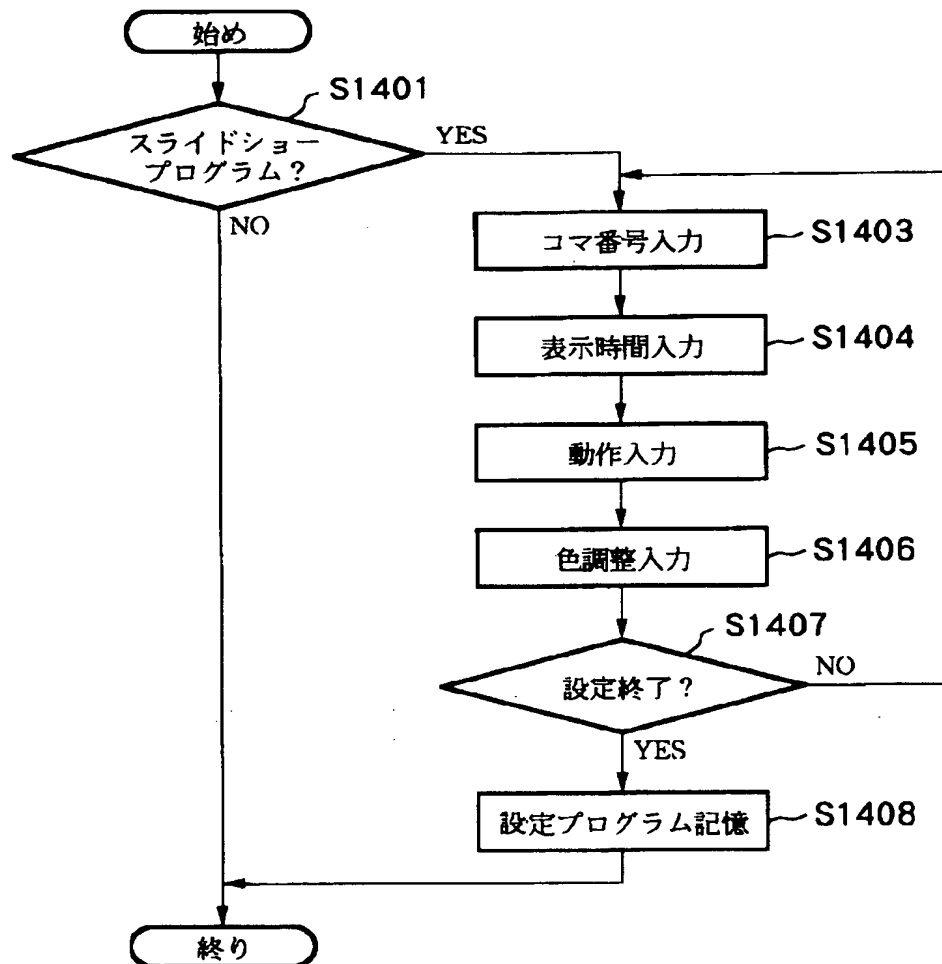 始め
S1401
スライドショー
プログラム?
YES
NO
コマ番号入力
S1403
表示時間入力
S1404
動作入力
S1405
色調整入力
S1406
S1407
設定終了?
NO
YES
設定プログラム記憶
S1408
終り